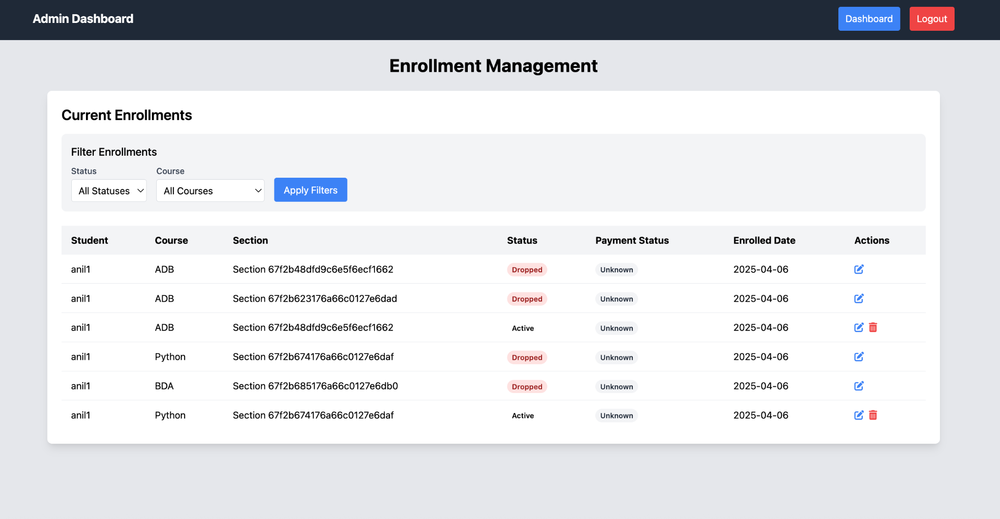 Admin Dashboard Dashboard Logout
Enrollment Management
Current Enrollments
Filter Enrollments
Status Course
All Statuses All Courses Apply Filters
Student Course Section Status Payment Status Enrolled Date Actions
anil1 ADB Section 67f2b48dfd9c6e5f6ecf1662 Dropped Unknown 2025-04-06
anil1 ADB Section 67f2b623176a66c0127e6dad Dropped Unknown 2025-04-06
anil1 ADB Section 67f2b48dfd9c6e5f6ecf1662 Active Unknown 2025-04-06
anil1 Python Section 67f2b674176a66c0127e6daf Dropped Unknown 2025-04-06
anil1 BDA Section 67f2b685176a66c0127e6db0 Dropped Unknown 2025-04-06
anil1 Python Section 67f2b674176a66c0127e6daf Active Unknown 2025-04-06